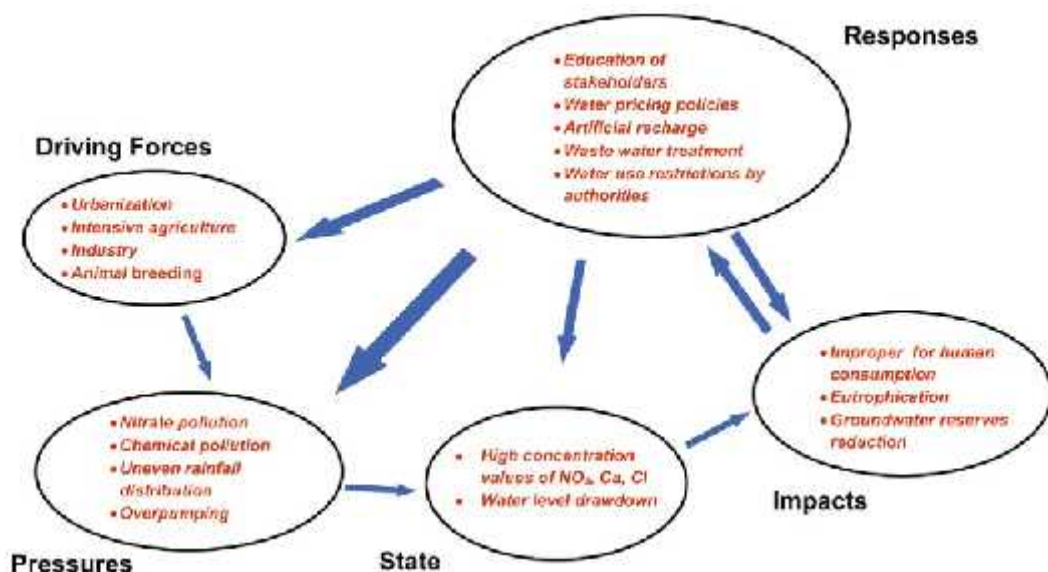 Responses
• Education of
stakeholders
• Water pricing policies
• Artificial recharge
• Waste water treatment
• Water use restrictions by
authorities
Driving Forces
• Urbanization
• Intensive agriculture
• Industry
• Animal breeding
• Improper for human
consumption
• Eutrophication
• Groundwater reserves
reduction
Impacts
• Nitrate pollution
• Chemical pollution
• Uneven rainfall
distribution
• Overpumping
Pressures
• High concentration
values of NO₃, Ca, Cl
• Water level drawdown
State